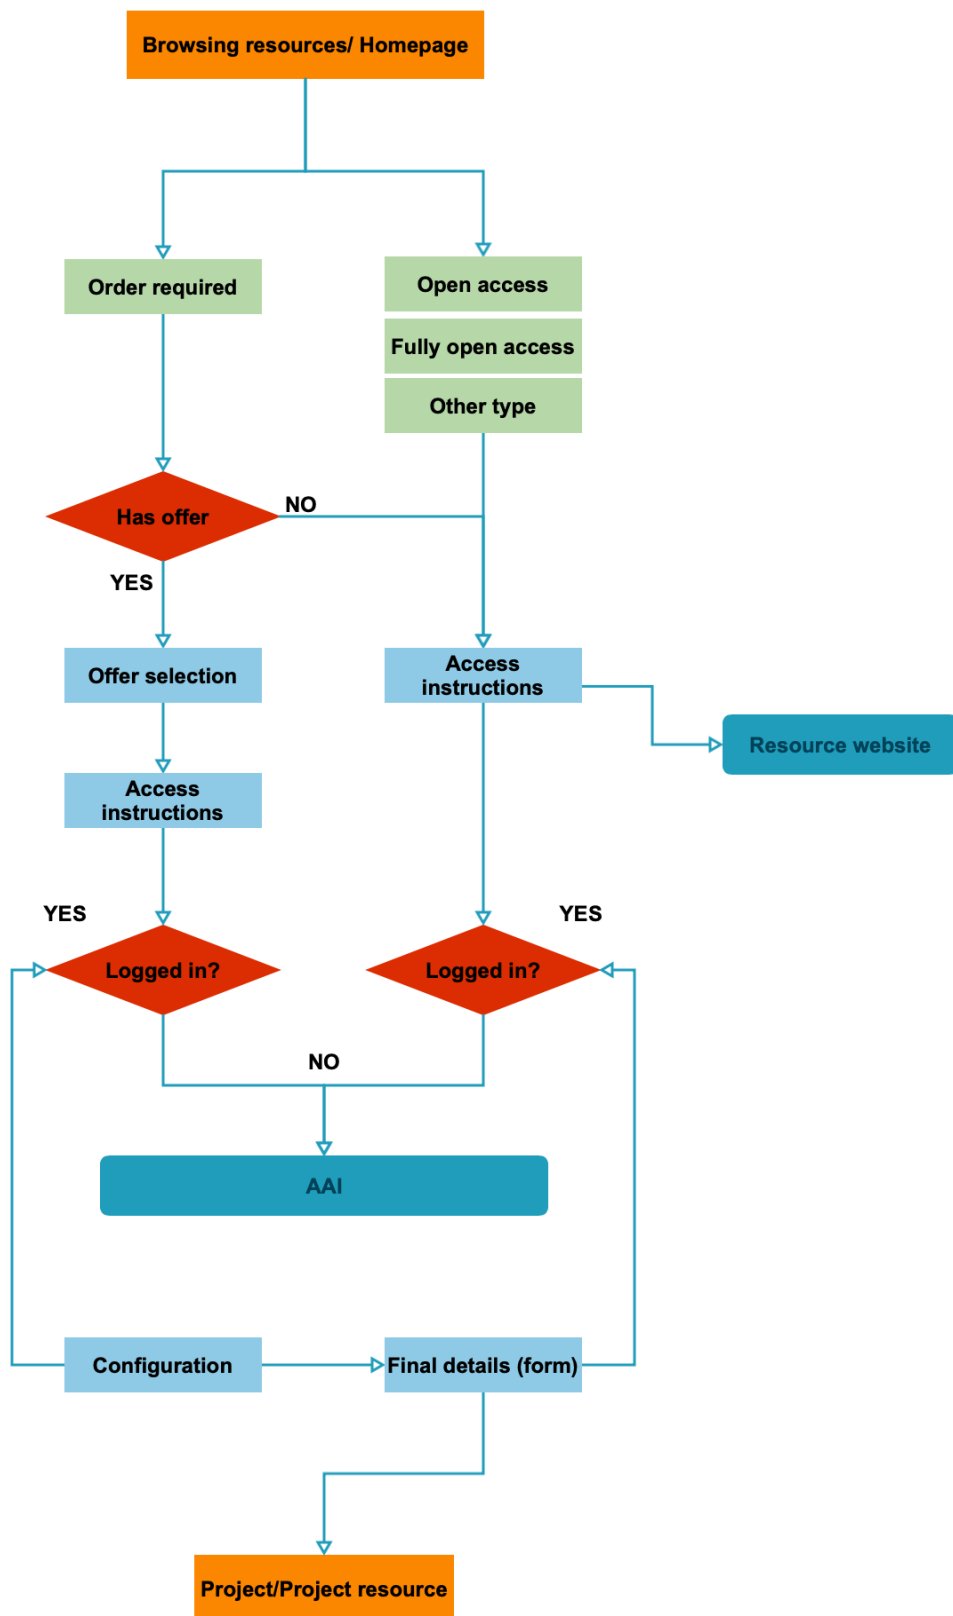 Browsing resources/ Homepage
Order required
Open access
Fully open access
Other type
Has offer
NO
YES
Offer selection
Access
instructions
Resource website
Access
instructions
YES
YES
Logged in?
Logged in?
NO
AAI
Configuration
Final details (form)
Project/Project resource